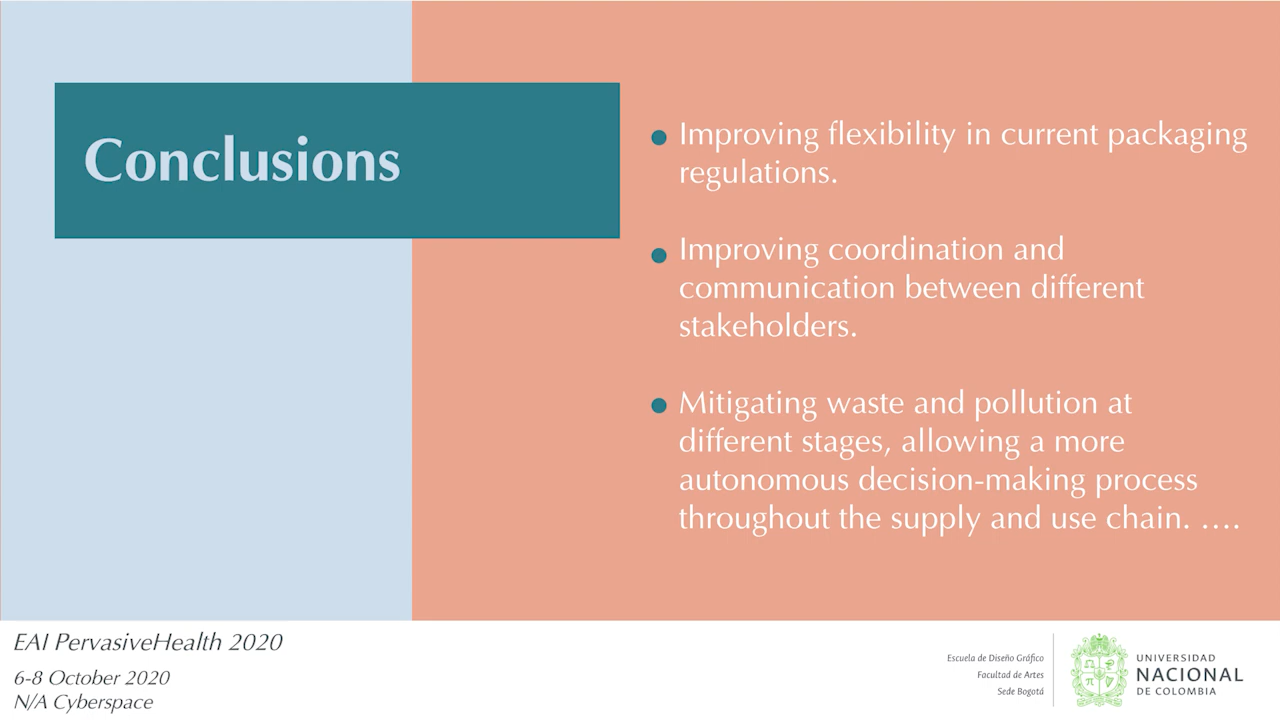 Conclusions
Improving flexibility in current packaging
regulations.
Improving coordination and
communication between different
stakeholders.
Mitigating waste and pollution at
different stages, allowing a more
autonomous decision-making process
throughout the supply and use chain. ....
EAI PervasiveHealth 2020
6-8 October 2020
N/A Cyberspace
Escuela de Diseño Gráfico
Facultad de Artes
Sede Bogotá
UNIVERSIDAD
NACIONAL
DE COLOMBIA